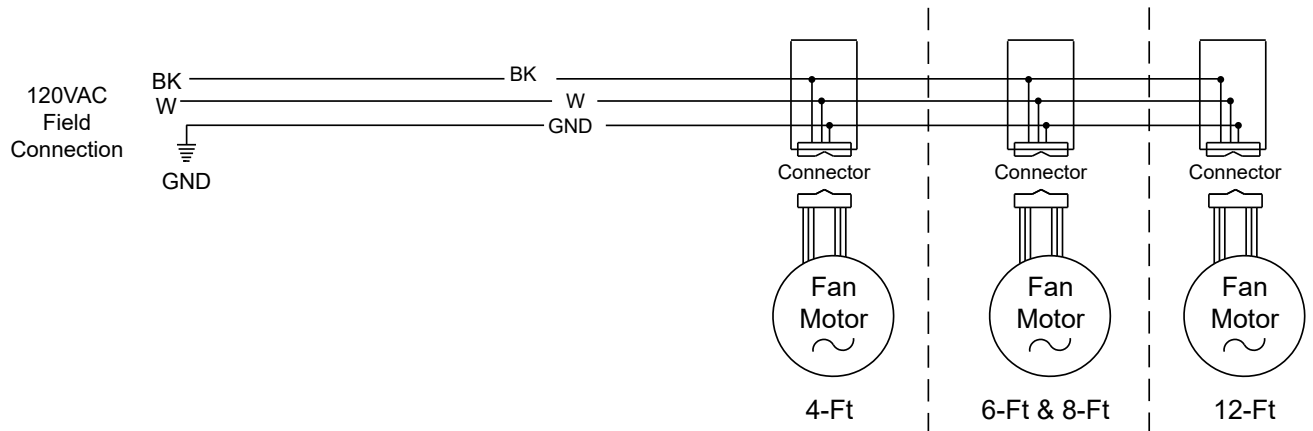 120VAC
Field
Connection
BK
W
GND
BK
W
GND
Connector
Connector
Connector
Fan
Motor
Fan
Motor
Fan
Motor
4-Ft
6-Ft & 8-Ft
12-Ft